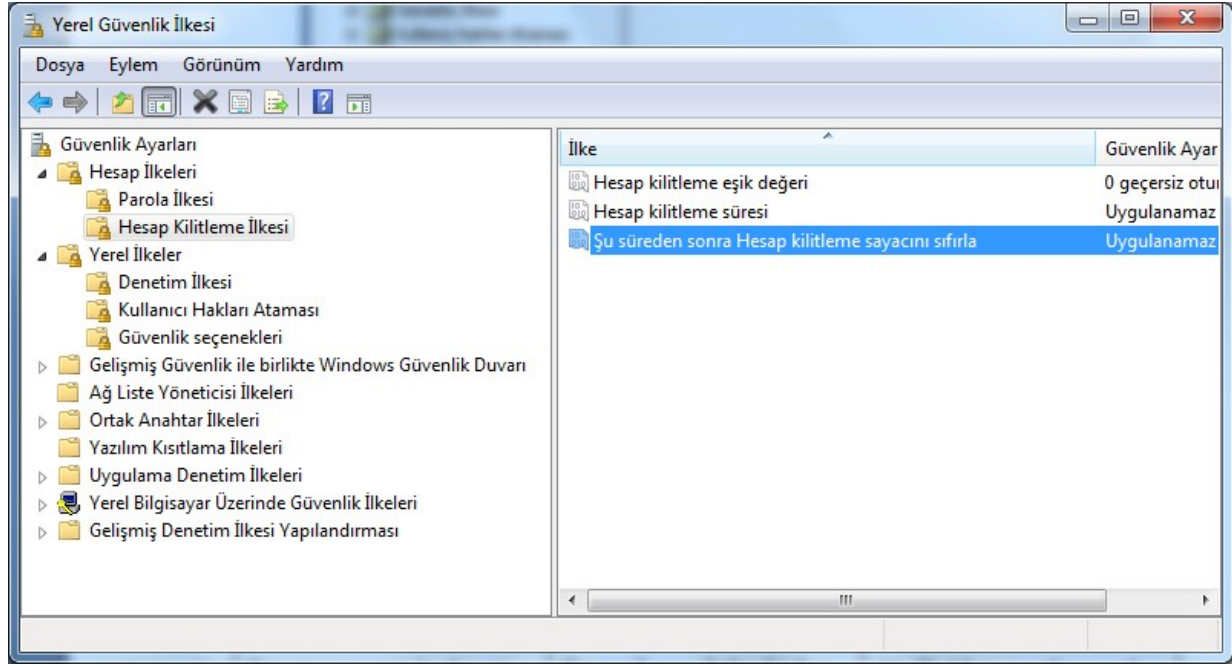 Yerel Güvenlik İlkesi
Dosya Eylem Görünüm Yardım
Güvenlik Ayarları
Hesap İlkeleri
Parola İlkesi
Hesap Kilitleme İlkesi
Yerel İlkeler
Denetim İlkesi
Kullanıcı Hakları Ataması
Güvenlik seçenekleri
Gelişmiş Güvenlik ile birlikte Windows Güvenlik Duvarı
Ağ Liste Yöneticisi İlkeleri
Ortak Anahtar İlkeleri
Yazılım Kısıtlama İlkeleri
Uygulama Denetim İlkeleri
Yerel Bilgisayar Üzerinde Güvenlik İlkeleri
Gelişmiş Denetim İlkesi Yapılandırması
İlke Güvenlik Ayar
Hesap kilitleme eşik değeri 0 geçersiz otu
Hesap kilitleme süresi Uygulanamaz
Şu süreden sonra Hesap kilitleme sayacını sıfırla Uygulanamaz